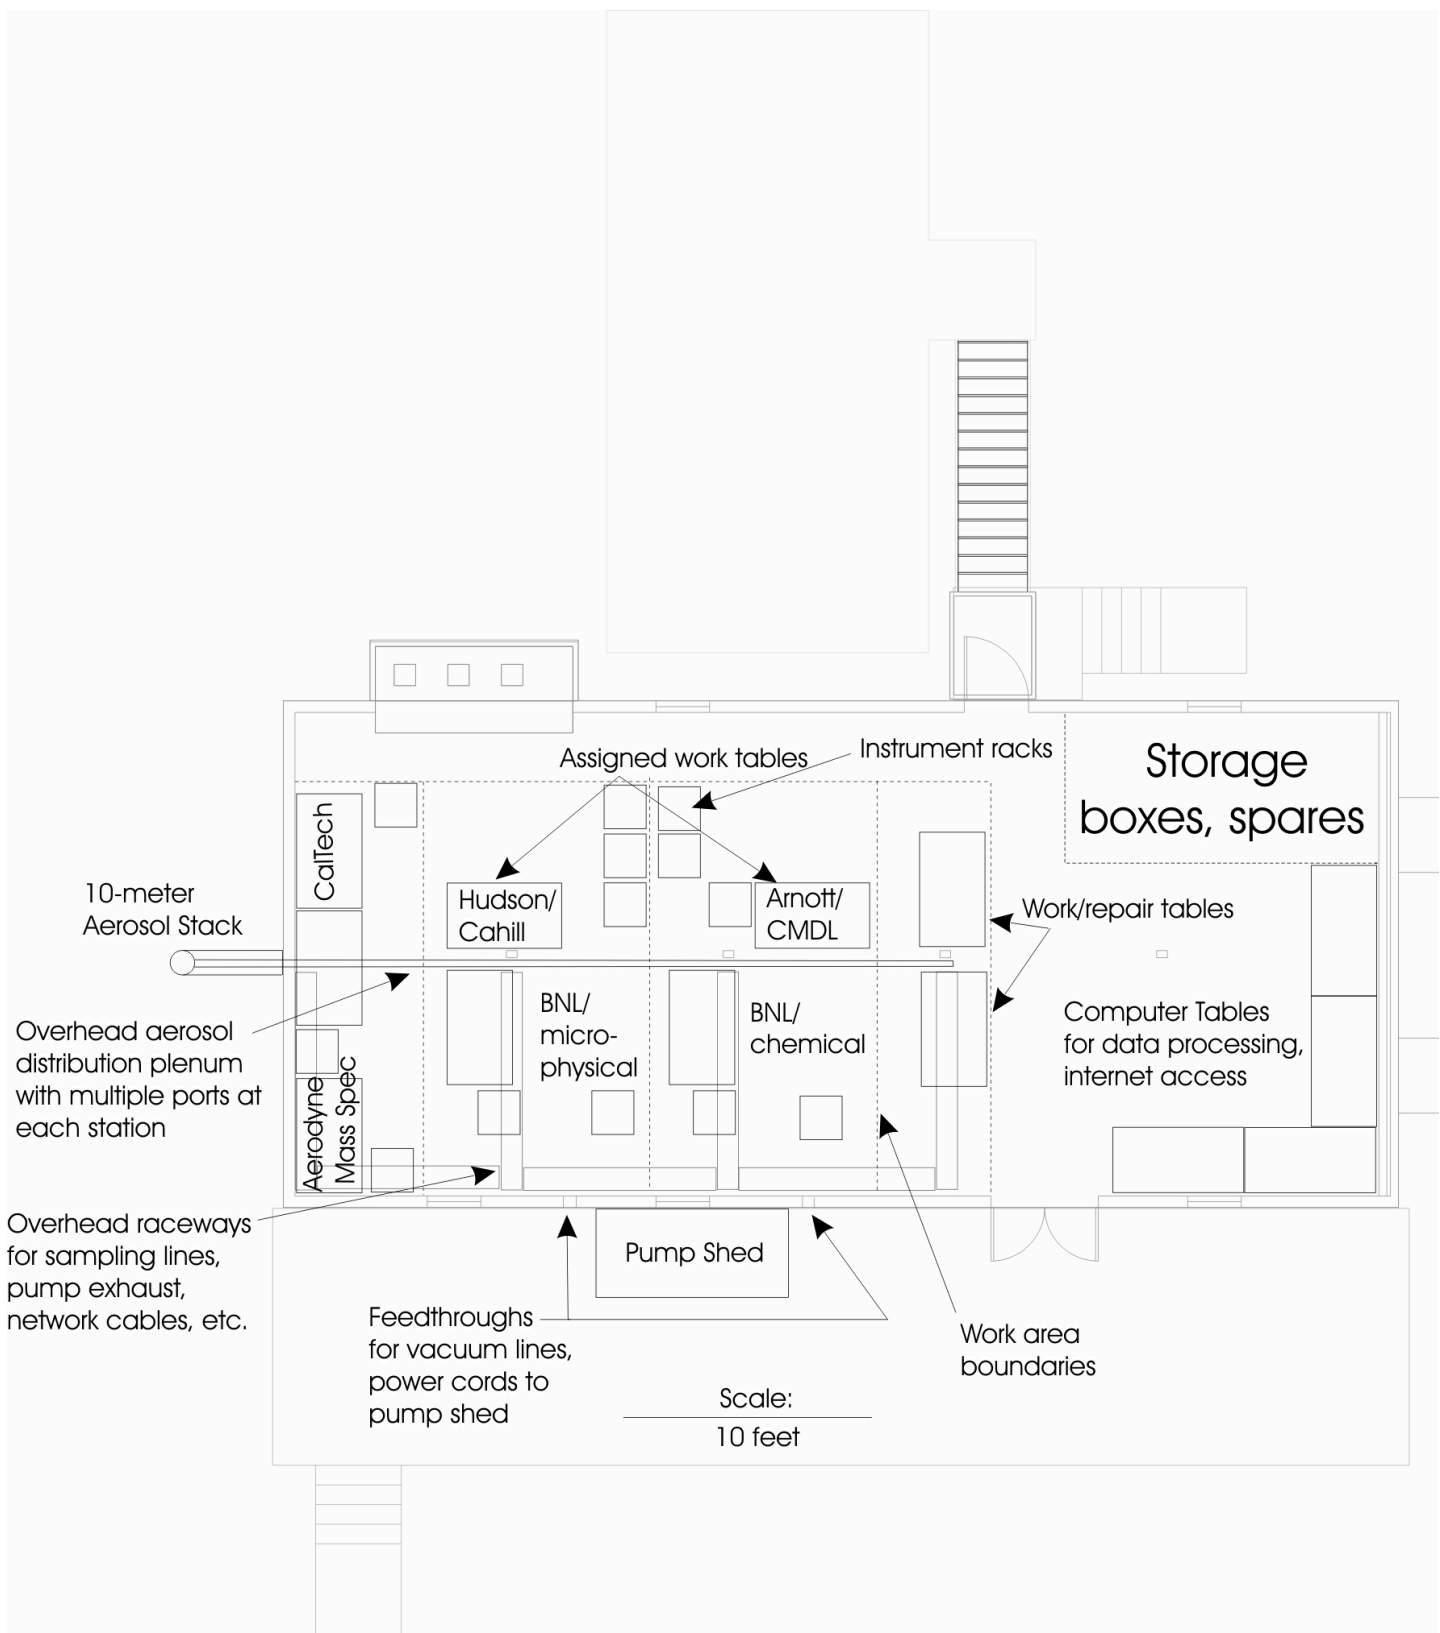 Assigned work tables
Instrument racks
Storage
boxes, spares
CalTech
10-meter
Aerosol Stack
Hudson/
Cahill
Arnott/
CMDL
Work/repair tables
Overhead aerosol
distribution plenum
with multiple ports at
each station
BNL/
micro-
physical
BNL/
chemical
Computer Tables
for data processing,
internet access
Aerodyne
Mass Spec
Overhead raceways
for sampling lines,
pump exhaust,
network cables, etc.
Pump Shed
Feedthroughs
for vacuum lines,
power cords to
pump shed
Work area
boundaries
Scale:
10 feet